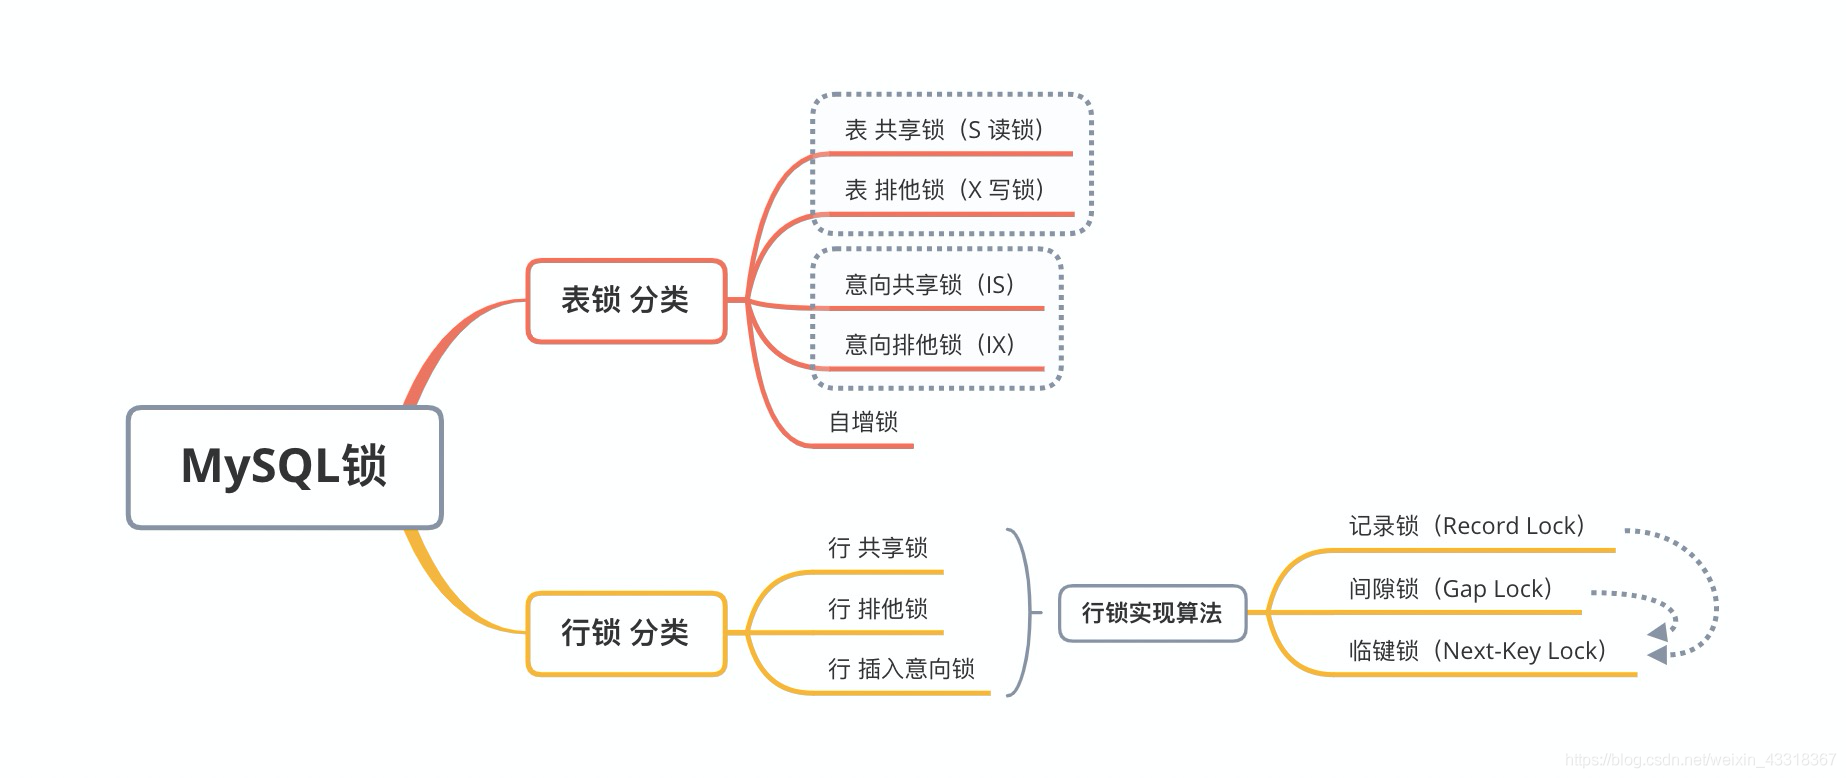 MySQL锁
表锁 分类
表 共享锁（S 读锁）
表 排他锁（X 写锁）
意向共享锁（IS）
意向排他锁（IX）
自增锁
行锁 分类
行 共享锁
行 排他锁
行 插入意向锁
行锁实现算法
记录锁（Record Lock）
间隙锁（Gap Lock）
临键锁（Next-Key Lock）
https://blog.csdn.net/weixin_43318367